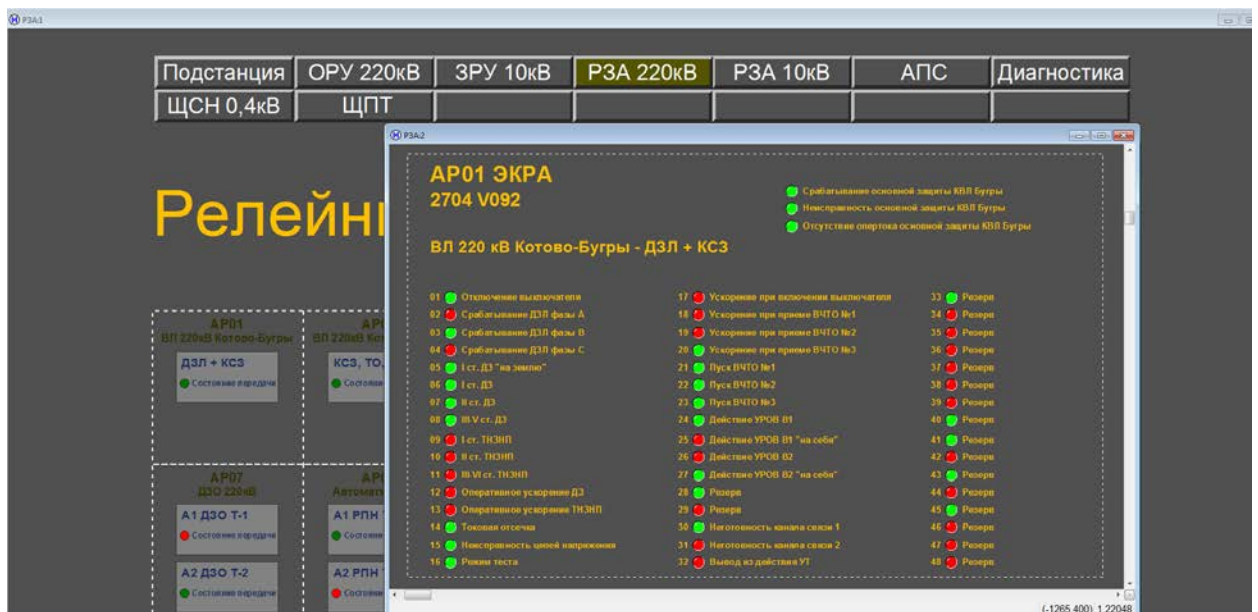 РЗА:1
Подстанция ОРУ 220кВ ЗРУ 10кВ РЗА 220кВ РЗА 10кВ АПС Диагностика
ЩСН 0,4кВ ЩПТ
РЗА:2
АР01 ЭКРА
2704 V092
Срабатывание основной защиты КВЛ Бугры
Неисправность основной защиты КВЛ Бугры
Отсутствие опертока основной защиты КВЛ Бугры
ВЛ 220 кВ Котово-Бугры - ДЗЛ + КСЗ
Релейн
01 Отключение выключателя 17 Ускорение при включении выключателя 33 Резерв
02 Срабатывание ДЗЛ фазы А 18 Ускорение при приеме ВЧТО №1 34 Резерв
03 Срабатывание ДЗЛ фазы В 19 Ускорение при приеме ВЧТО №2 35 Резерв
04 Срабатывание ДЗЛ фазы С 20 Ускорение при приеме ВЧТО №3 36 Резерв
05 I ст. ДЗ "на землю" 21 Пуск ВЧТО №1 37 Резерв
06 I ст. ДЗ 22 Пуск ВЧТО №2 38 Резерв
07 II ст. ДЗ 23 Пуск ВЧТО №3 39 Резерв
08 III-V ст. ДЗ 24 Действие УРОВ В1 40 Резерв
09 I ст. ТНЗНП 25 Действие УРОВ В1 "на себя" 41 Резерв
10 II ст. ТНЗНП 26 Действие УРОВ В2 42 Резерв
11 III-VI ст. ТНЗНП 27 Действие УРОВ В2 "на себя" 43 Резерв
12 Оперативное ускорение ДЗ 28 Резерв 44 Резерв
13 Оперативное ускорение ТНЗНП 29 Резерв 45 Резерв
14 Токовая отсечка 30 Неготовность канала связи 1 46 Резерв
15 Неисправность цепей напряжения 31 Неготовность канала связи 2 47 Резерв
16 Режим теста 32 Вывод из действия УТ 48 Резерв
АР01
ВЛ 220кВ Котово-Бугры ВЛ 220кВ Кот
ДЗЛ + КСЗ КСЗ, ТО,
Состояние передачи Состояни
АР07
ДЗО 220кВ Автомат
А1 ДЗО Т-1 А1 РПН
Состояние передачи Состояни
А2 ДЗО Т-2 А2 РПН
Состояние передачи Состояни
(-1265,400) 1,22048